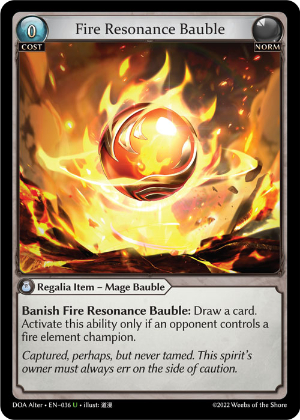 0
COST
Fire Resonance Bauble
NORM
Regalia Item – Mage Bauble
Banish Fire Resonance Bauble: Draw a card.
Activate this ability only if an opponent controls a
fire element champion.
Captured, perhaps, but never tamed. This spirit's
owner must always err on the side of caution.
DOA Alter • EN-036 U • illust:
©2022 Weebs of the Shore